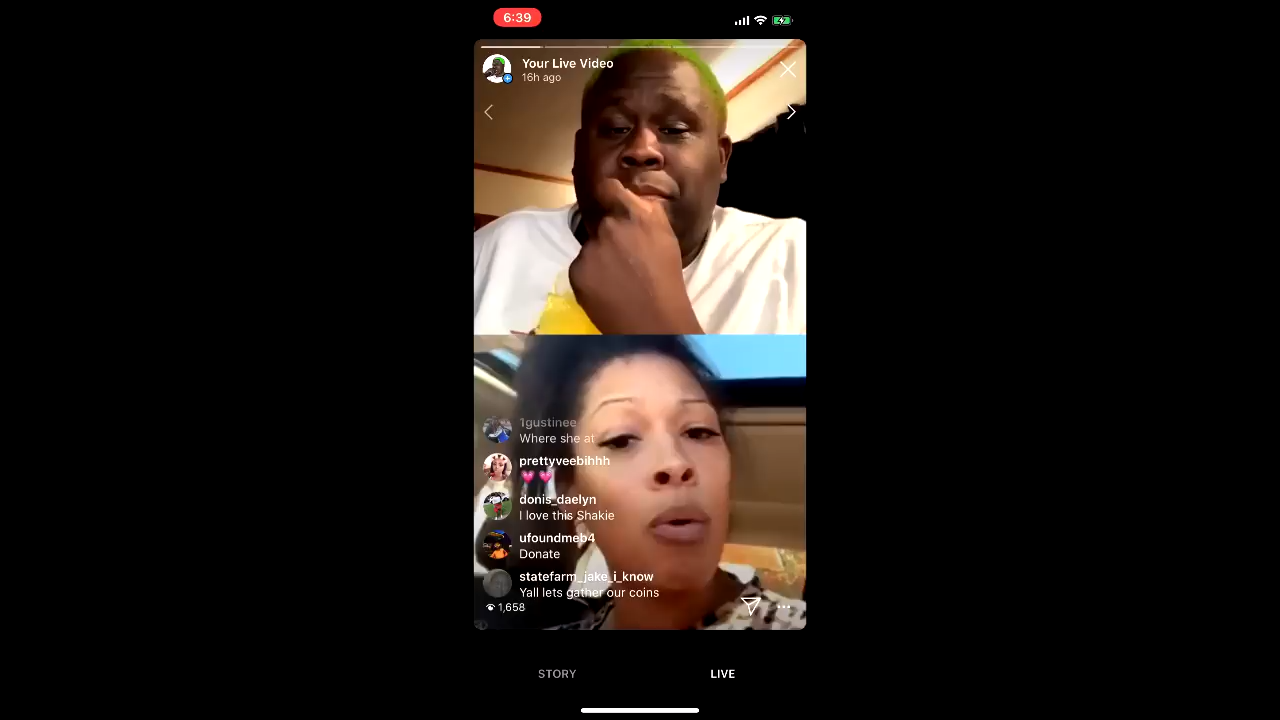 6:39
Your Live Video
16h ago
1gustinee
Where she at
prettyveebihhh
donis_daelyn
I love this Shakie
ufoundmeb4
Donate
statefarm_jake_i_know
Yall lets gather our coins
1,658
STORY
LIVE